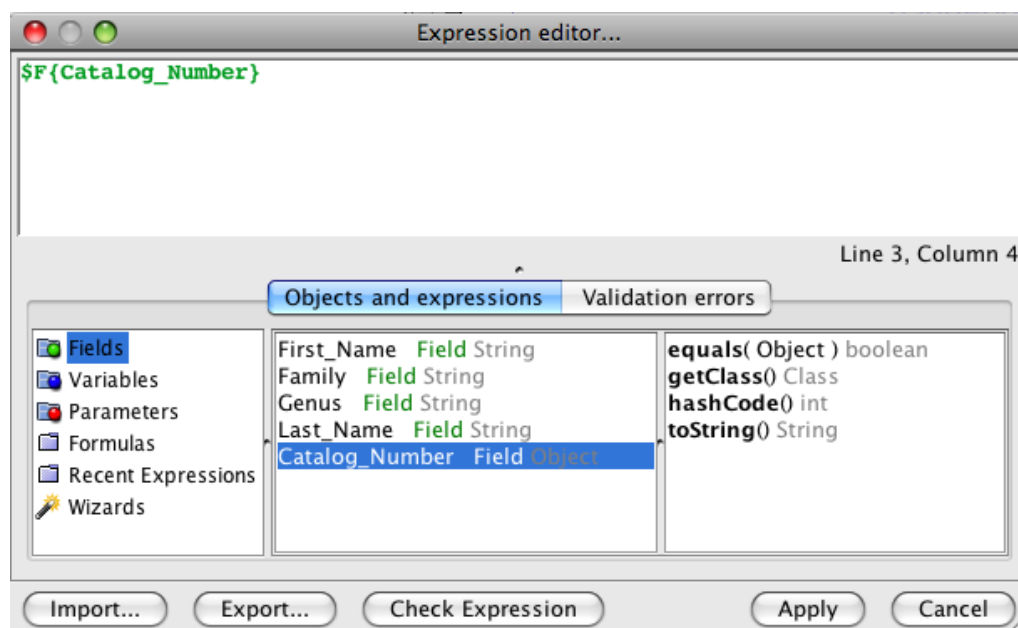 Expression editor...
$F{Catalog_Number}
Line 3, Column 4
Objects and expressions Validation errors
Fields
Variables
Parameters
Formulas
Recent Expressions
Wizards
First_Name Field String
Family Field String
Genus Field String
Last_Name Field String
Catalog_Number Field Object
equals( Object ) boolean
getClass() Class
hashCode() int
toString() String
Import... Export... Check Expression Apply Cancel